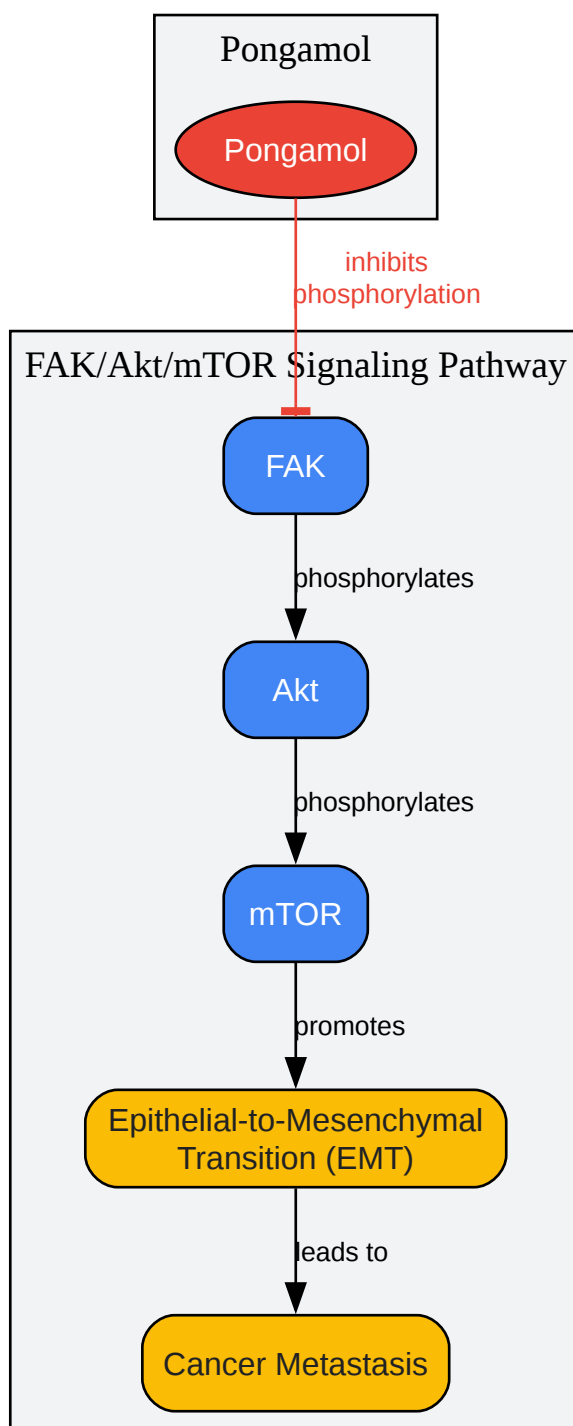 Pongamol
Pongamol
inhibits
phosphorylation
FAK/Akt/mTOR Signaling Pathway
FAK
phosphorylates
Akt
phosphorylates
mTOR
promotes
Epithelial-to-Mesenchymal
Transition (EMT)
leads to
Cancer Metastasis